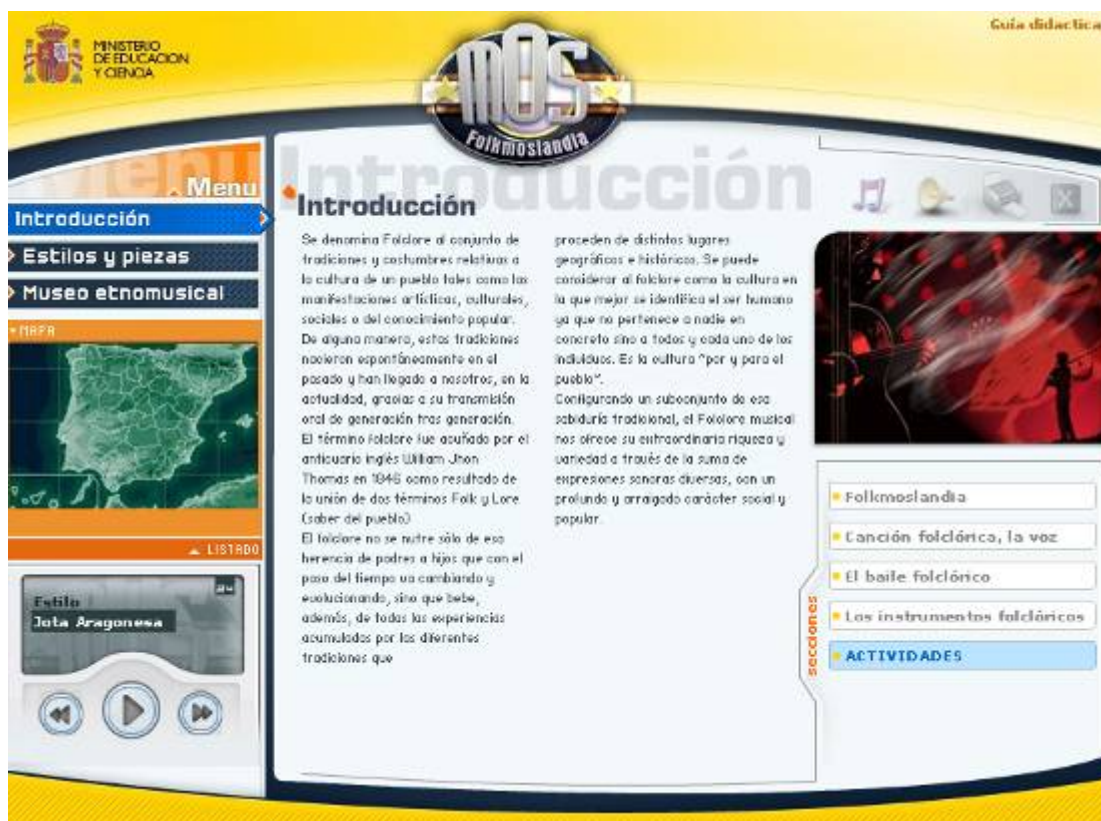 MINISTERIO
DE EDUCACION
Y CIENCIA
mos
Folkmoslandia
Guía didactica
Menu
Introducción
Estilos y piezas
Museo etnomusical
MAPA
LISTADO
Estilo
Jota Aragonesa
Introducción
Introducción
Se denomina Folclore al conjunto de
tradiciones y costumbres relativas a
la cultura de un pueblo tales como las
manifestaciones artísticas, culturales,
sociales o del conocimiento popular.
De alguna manera, estas tradiciones
nacieron espontáneamente en el
pasado y han llegado a nosotros, en la
actualidad, gracias a su transmisión
oral de generación tras generación.
El término folclore fue acuñado por el
anticuario inglés William Jhon
Thomas en 1846 como resultado de
la unión de dos términos Folk y Lore
(saber del pueblo)
El folclore no se nutre sólo de esa
herencia de padres a hijos que con el
paso del tiempo va cambiando y
evolucionando, sino que bebe,
además, de todas las experiencias
acumuladas por las diferentes
tradiciones que
proceden de distintos lugares
geográficos e históricos. Se puede
considerar al folclore como la cultura en
la que mejor se identifica el ser humano
ya que no pertenece a nadie en
concreto sino a todos y cada uno de los
individuos. Es la cultura "por y para el
pueblo".
Configurando un subconjunto de esa
sabiduría tradicional, el Folclore musical
nos ofrece su extraordinaria riqueza y
variedad a través de la suma de
expresiones sonoras diversas, con un
profundo y arraigado carácter social y
popular.
secciones
Folkmoslandia
Canción folclórica, la voz
El baile folclórico
Los instrumentos folclóricos
ACTIVIDADES